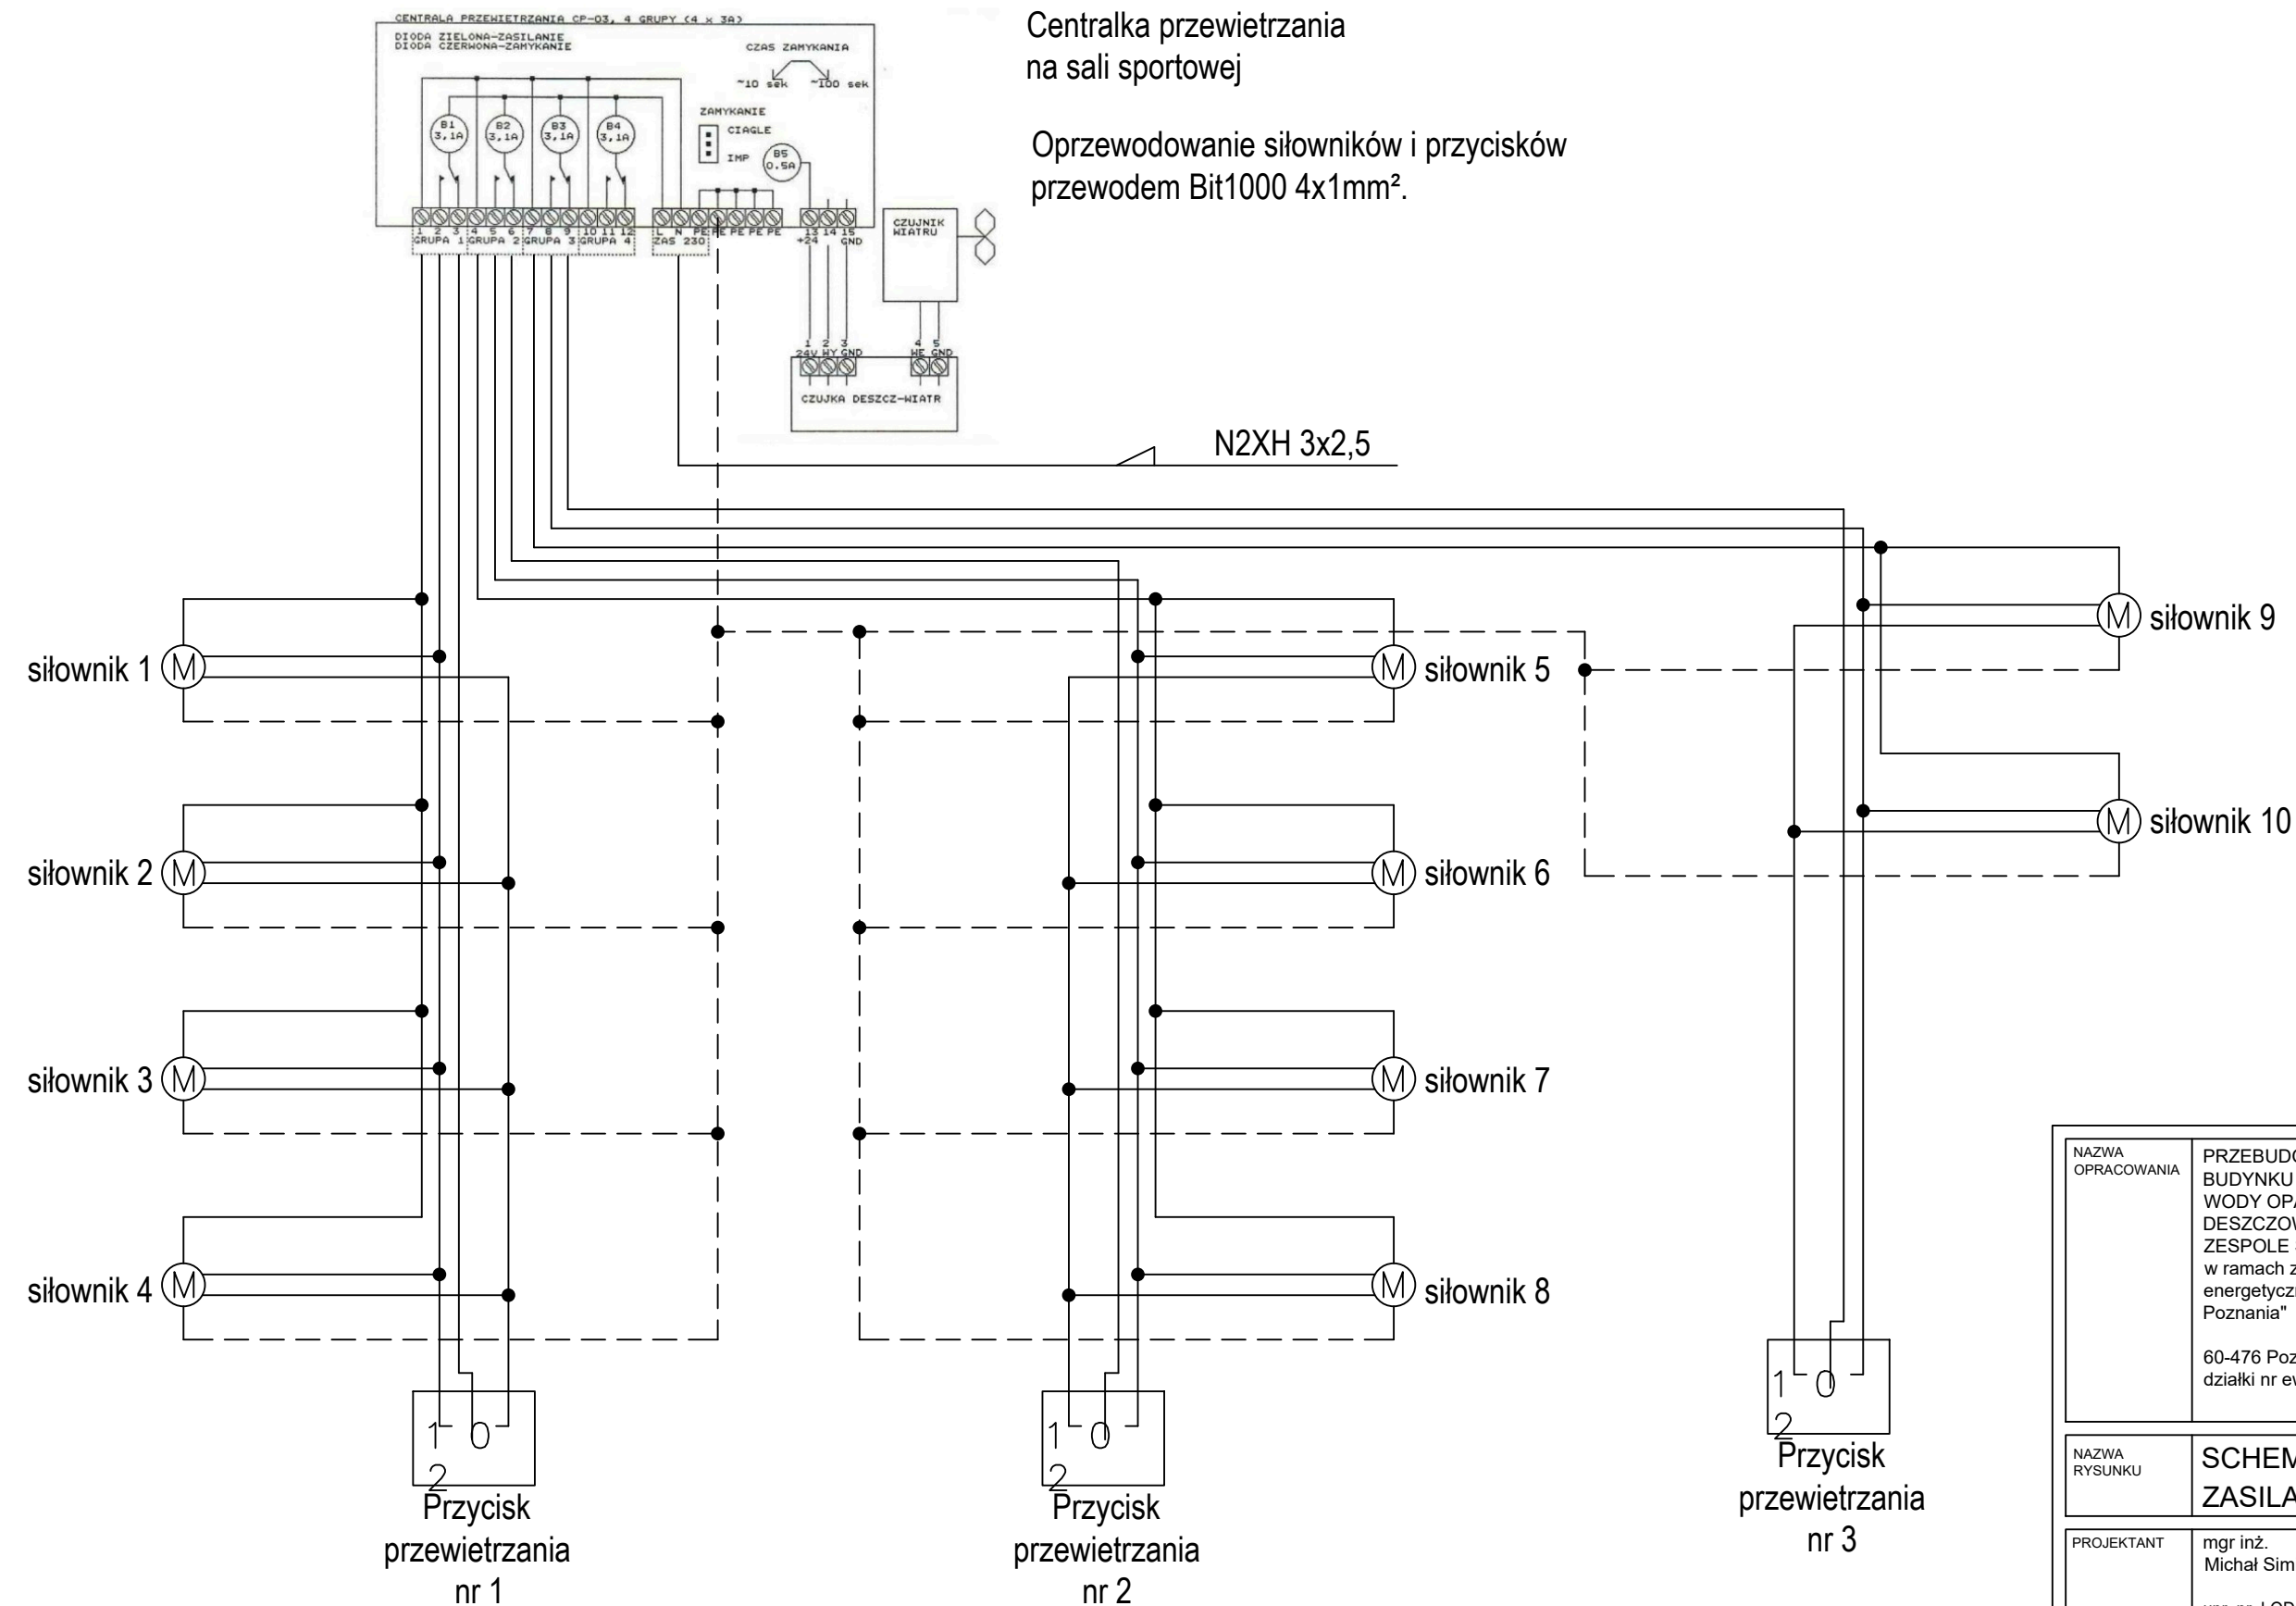 CENTRALA PRZEWIETRZANIA CP-03, 4 GRUPY (4 x 3A)
DIODA ZIELONA-ZASILANIE
DIODA CZERWONA-ZAMYKANIE
CZAS ZAMYKANIA
~10 sek ~100 sek
ZAMYKANIE
CIAGLE
IMP
B1
3,1A
B2
3,1A
B3
3,1A
B4
3,1A
B5
0.5A
1 2 3 4 5 6 7 8 9 10 11 12 L N PE PE PE PE PE 13 14 15
GRUPA 1 GRUPA 2 GRUPA 3 GRUPA 4 ZAS 230 +24 GND
CZUJNIK
WIATRU
1 2 3 4 5
24V WY GND WE GND
CZUJKA DESZCZ-WIATR
Centralka przewietrzania
na sali sportowej
Oprzewodowanie siłowników i przycisków
przewodem Bit1000 4x1mm².
N2XH 3x2,5
M siłownik 9
siłownik 1 M
M siłownik 5
M siłownik 10
siłownik 2 M
M siłownik 6
siłownik 3 M
M siłownik 7
siłownik 4 M
M siłownik 8
1 0
2
Przycisk
przewietrzania
nr 1
1 0
2
Przycisk
przewietrzania
nr 2
1 0
2
Przycisk
przewietrzania
nr 3
NAZWA
OPRACOWANIA
BUDYNKU
ZESPOLE
w ramach
Poznania"
60-476
działki nr
NAZWA
RYSUNKU
PROJEKTANT
mgr inż.
Michał